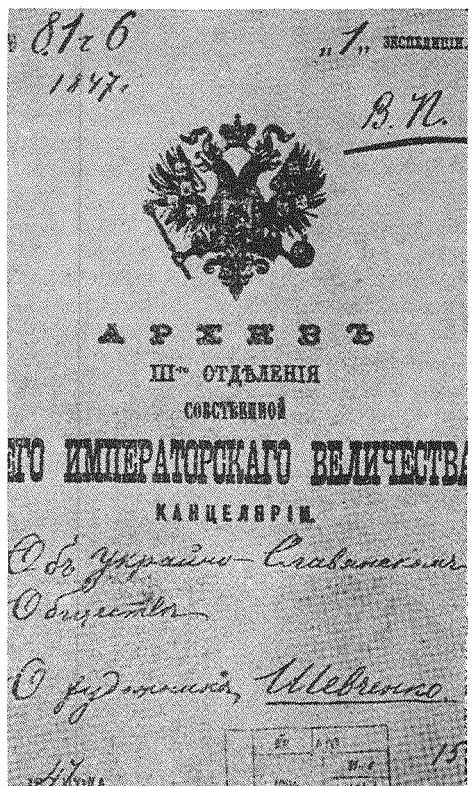 81 ч 6 „1„ ЭКСПЕДИЦІИ.
1847.
В. П.
АРХИВЪ
III го ОТДѢЛЕНІЯ
СОБСТВЕННОЙ
ЕГО ИМПЕРАТОРСКАГО ВЕЛИЧЕСТВА
КАНЦЕЛЯРІИ.
Объ украйно-Славянскомъ
Обществѣ
О художникѣ Шевченко.
15
47